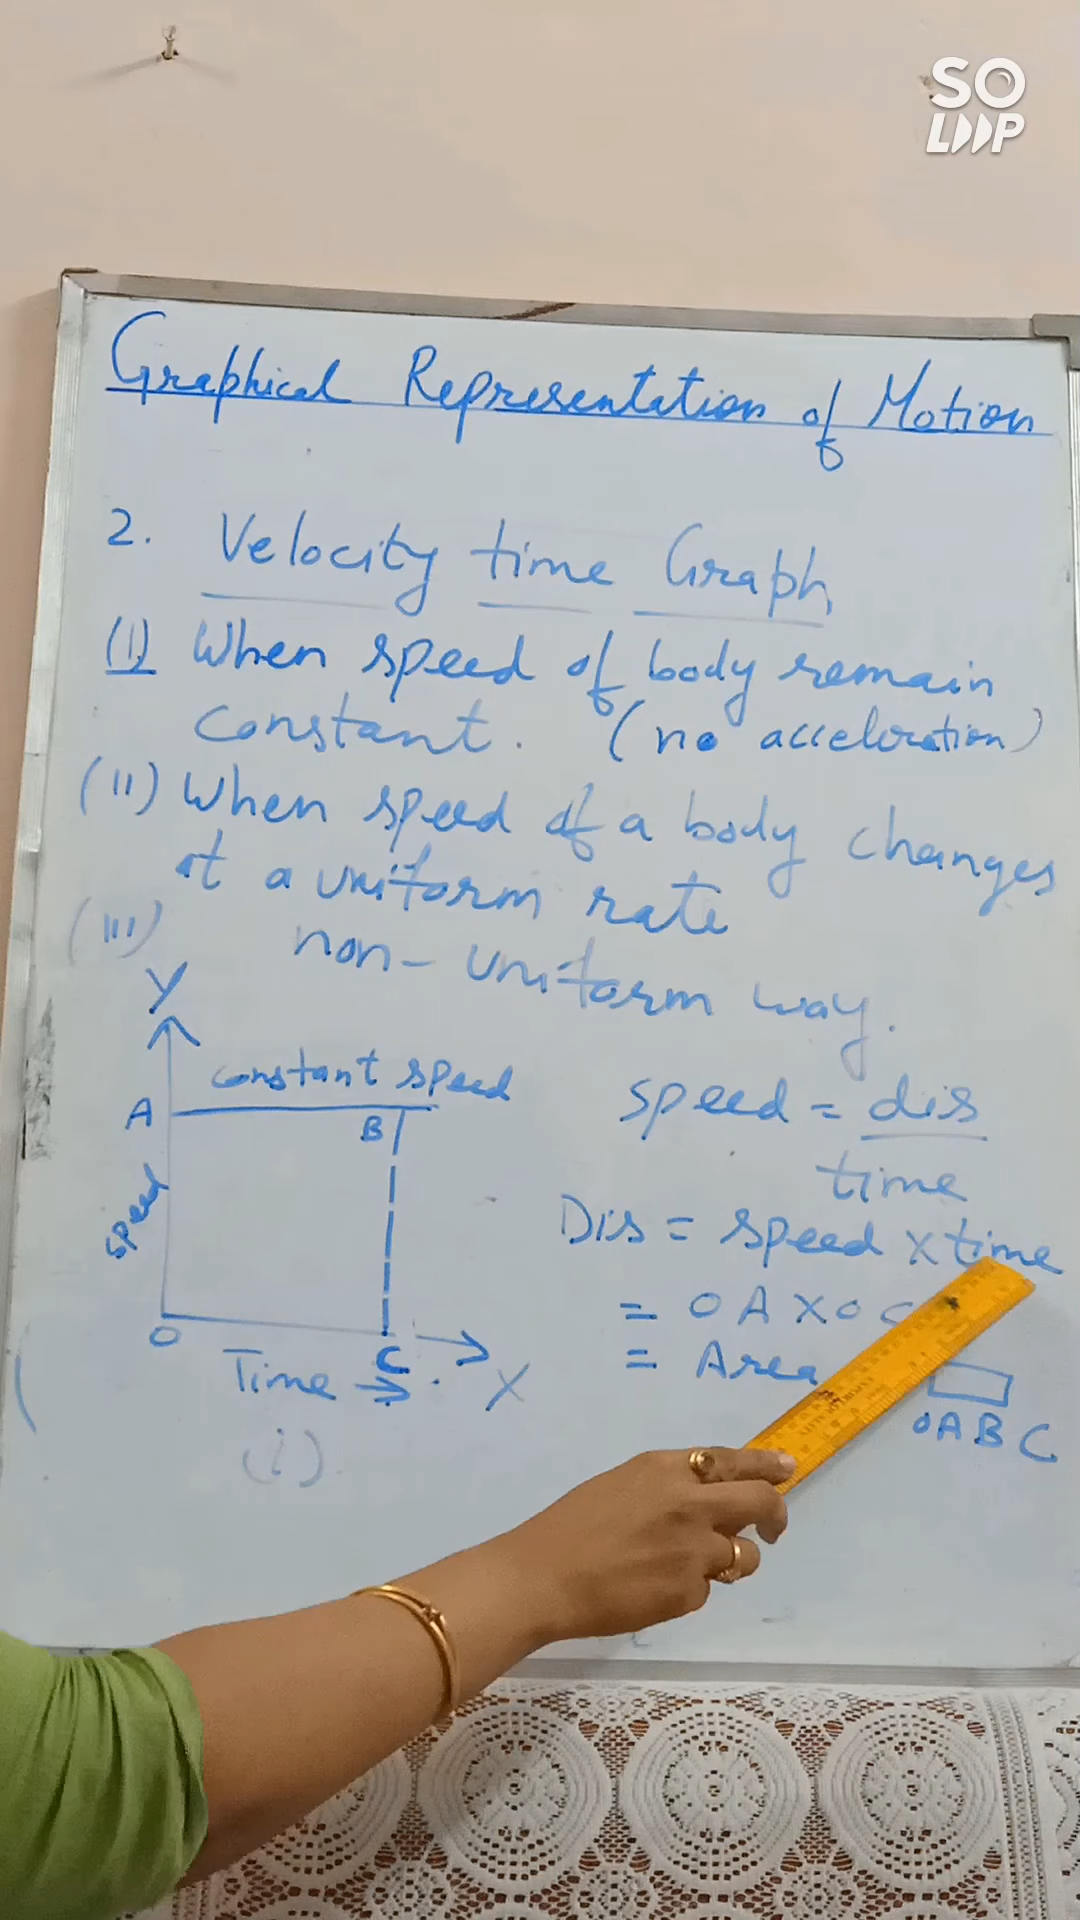 SO
LOOP
Graphical Representation of Motion
2. Velocity time Graph
(I) When speed of body remain
constant. (no acceleration)
(II) When speed of a body changes
at a uniform rate
(III) non-uniform way.
Y
constant speed
A
B
speed
O
C
Time →
X
(i)
speed = dis
time
Dis = speed x time
= OA X OC
= Area
OABC